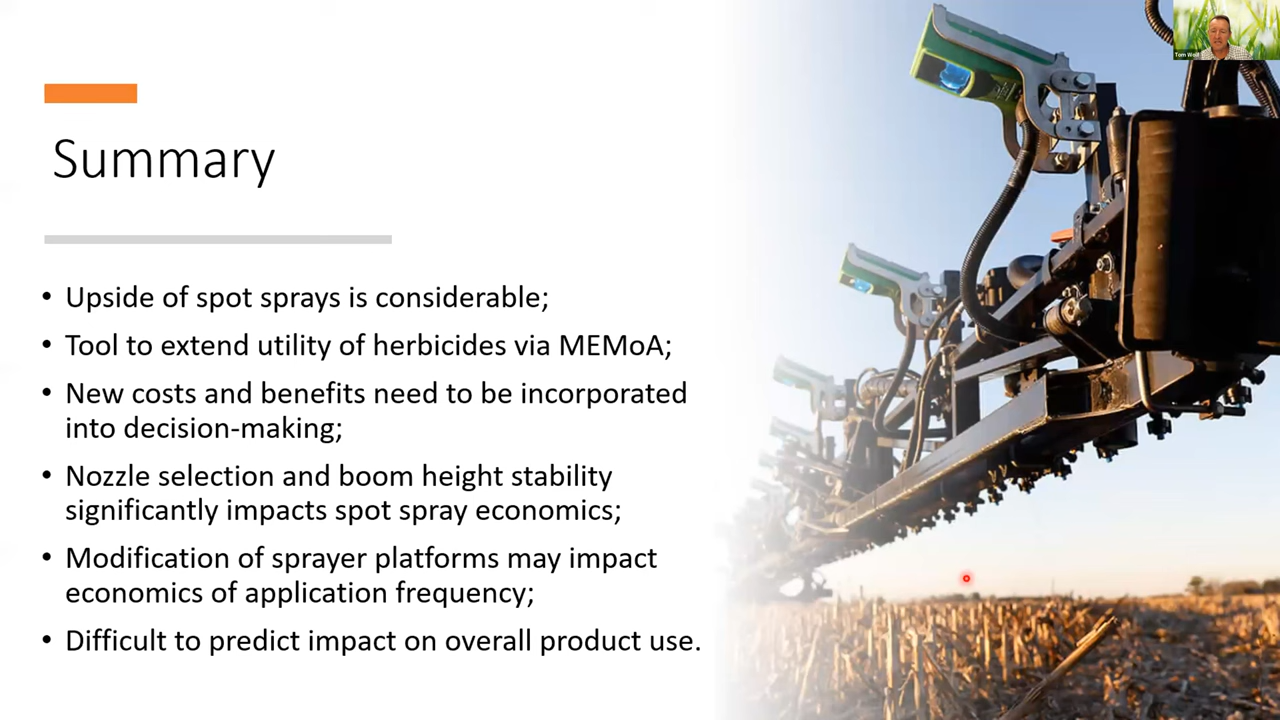 Summary
• Upside of spot sprays is considerable;
• Tool to extend utility of herbicides via MEMoA;
• New costs and benefits need to be incorporated
into decision-making;
• Nozzle selection and boom height stability
significantly impacts spot spray economics;
• Modification of sprayer platforms may impact
economics of application frequency;
• Difficult to predict impact on overall product use.
Tom Wolf